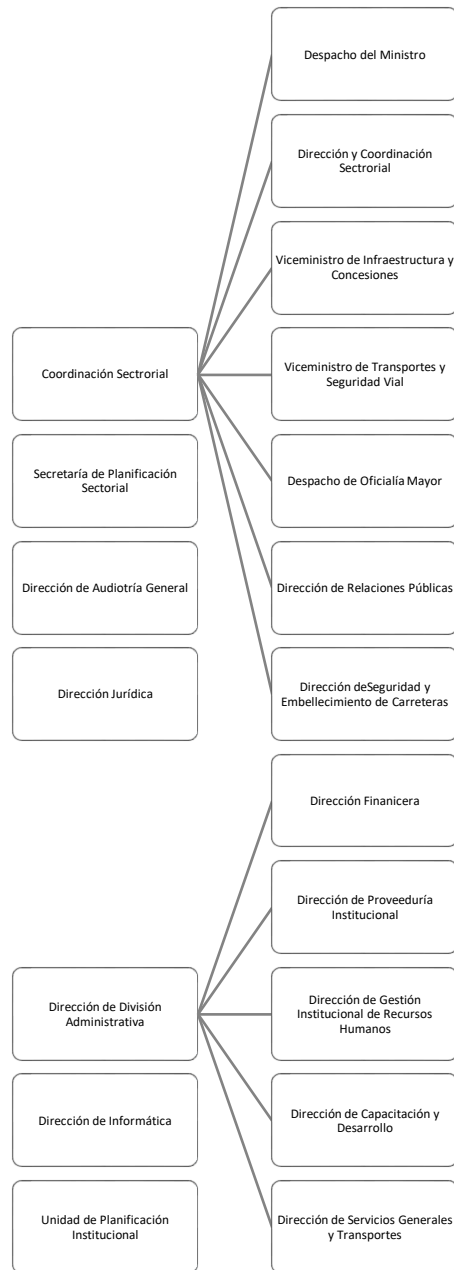 Despacho del Ministro
Dirección y Coordinación
Sectrorial
Viceministro de Infraestructura y
Concesiones
Coordinación Sectrorial
Viceministro de Transportes y
Seguridad Vial
Secretaría de Planificación
Sectorial
Despacho de Oficialía Mayor
Dirección de Audiotría General
Dirección de Relaciones Públicas
Dirección Jurídica
Dirección deSeguridad y
Embellecimiento de Carreteras
Dirección Finanicera
Dirección de Proveeduría
Institucional
Dirección de División
Administrativa
Dirección de Gestión
Institucional de Recursos
Humanos
Dirección de Informática
Dirección de Capacitación y
Desarrollo
Unidad de Planificación
Institucional
Dirección de Servicios Generales
y Transportes